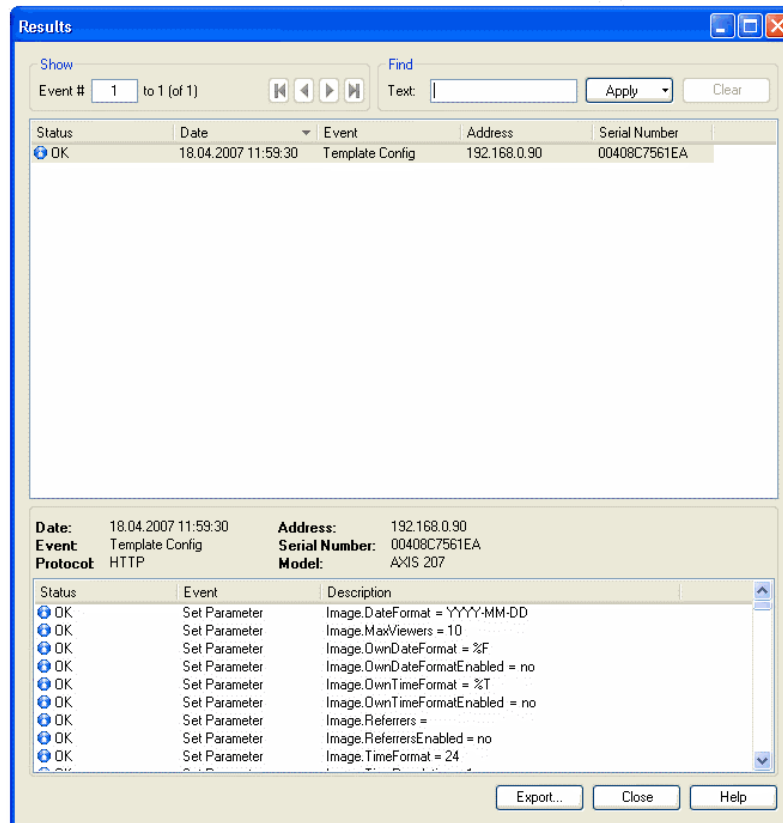 Results
Show
Find
Event # 1 to 1 (of 1)
Text:
Apply
Clear
Status Date Event Address Serial Number
OK 18.04.2007 11:59:30 Template Config 192.168.0.90 00408C7561EA
Date: 18.04.2007 11:59:30 Address: 192.168.0.90
Event: Template Config Serial Number: 00408C7561EA
Protocol: HTTP Model: AXIS 207
Status Event Description
OK Set Parameter Image.DateFormat = YYYY-MM-DD
OK Set Parameter Image.MaxViewers = 10
OK Set Parameter Image.OwnDateFormat = %F
OK Set Parameter Image.OwnDateFormatEnabled = no
OK Set Parameter Image.OwnTimeFormat = %T
OK Set Parameter Image.OwnTimeFormatEnabled = no
OK Set Parameter Image.Referrers =
OK Set Parameter Image.ReferrersEnabled = no
OK Set Parameter Image.TimeFormat = 24
Export... Close Help